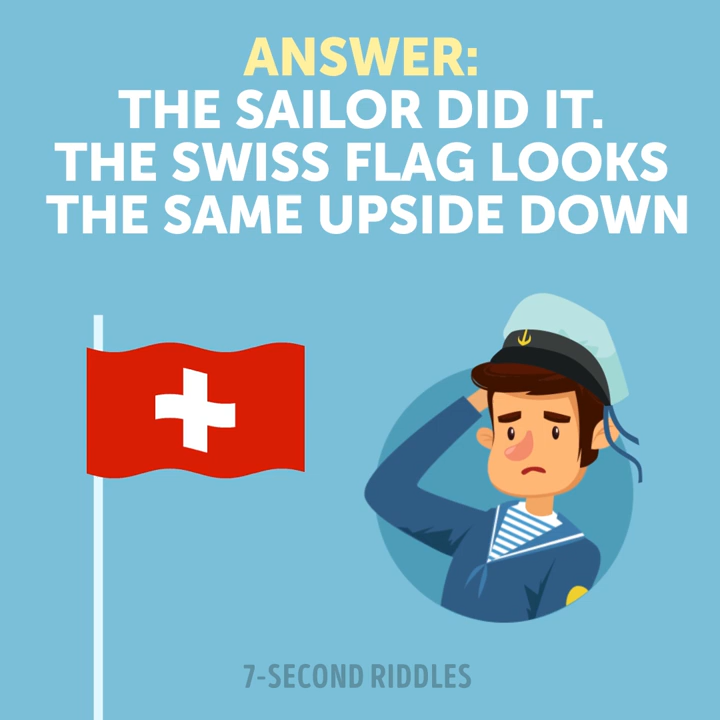 ANSWER:
THE SAILOR DID IT.
THE SWISS FLAG LOOKS
THE SAME UPSIDE DOWN
7-SECOND RIDDLES